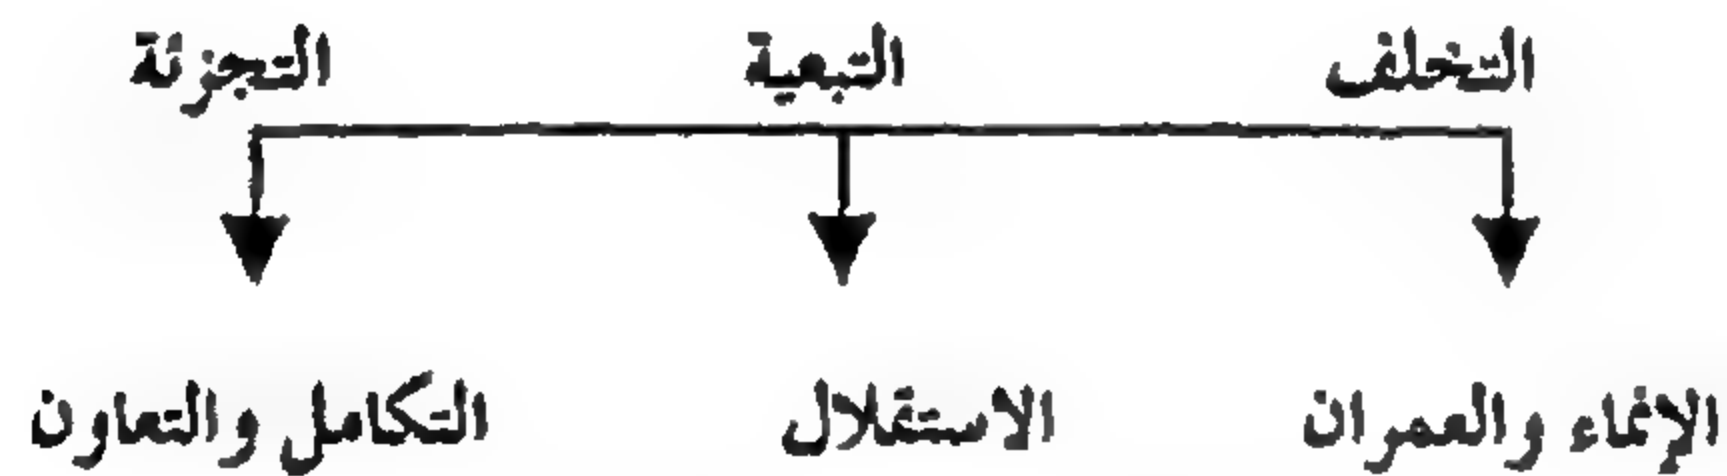 التخلف التبعية التجزئة
الإنماء والعمران الاستقلال التكامل والتعاون